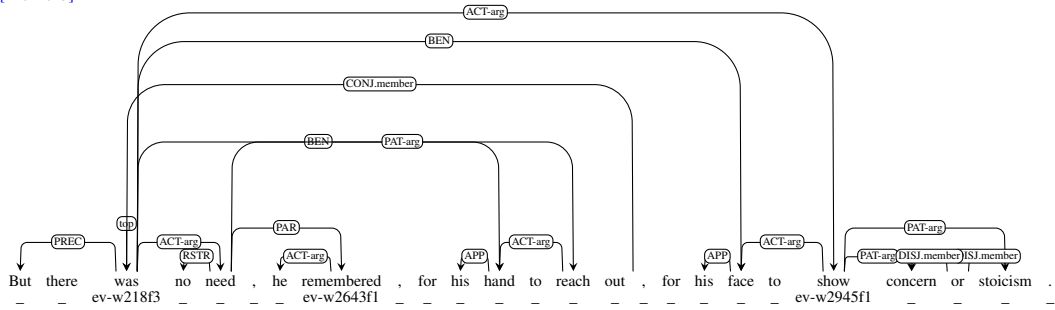 ACT-arg
BEN
CONJ.member
BEN PAT-arg
top
PREC ACT-arg RSTR PAR ACT-arg APP ACT-arg APP ACT-arg PAT-arg PAT-arg DISJ.member ISJ.member
But there was no need , he remembered , for his hand to reach out , for his face to show concern or stoicism .
ev-w218f3 ev-w2643f1 ev-w2945f1
_ _ _ _ _ _ _ _ _ _ _ _ _ _ _ _ _ _ _ _ _ _ _ _ _